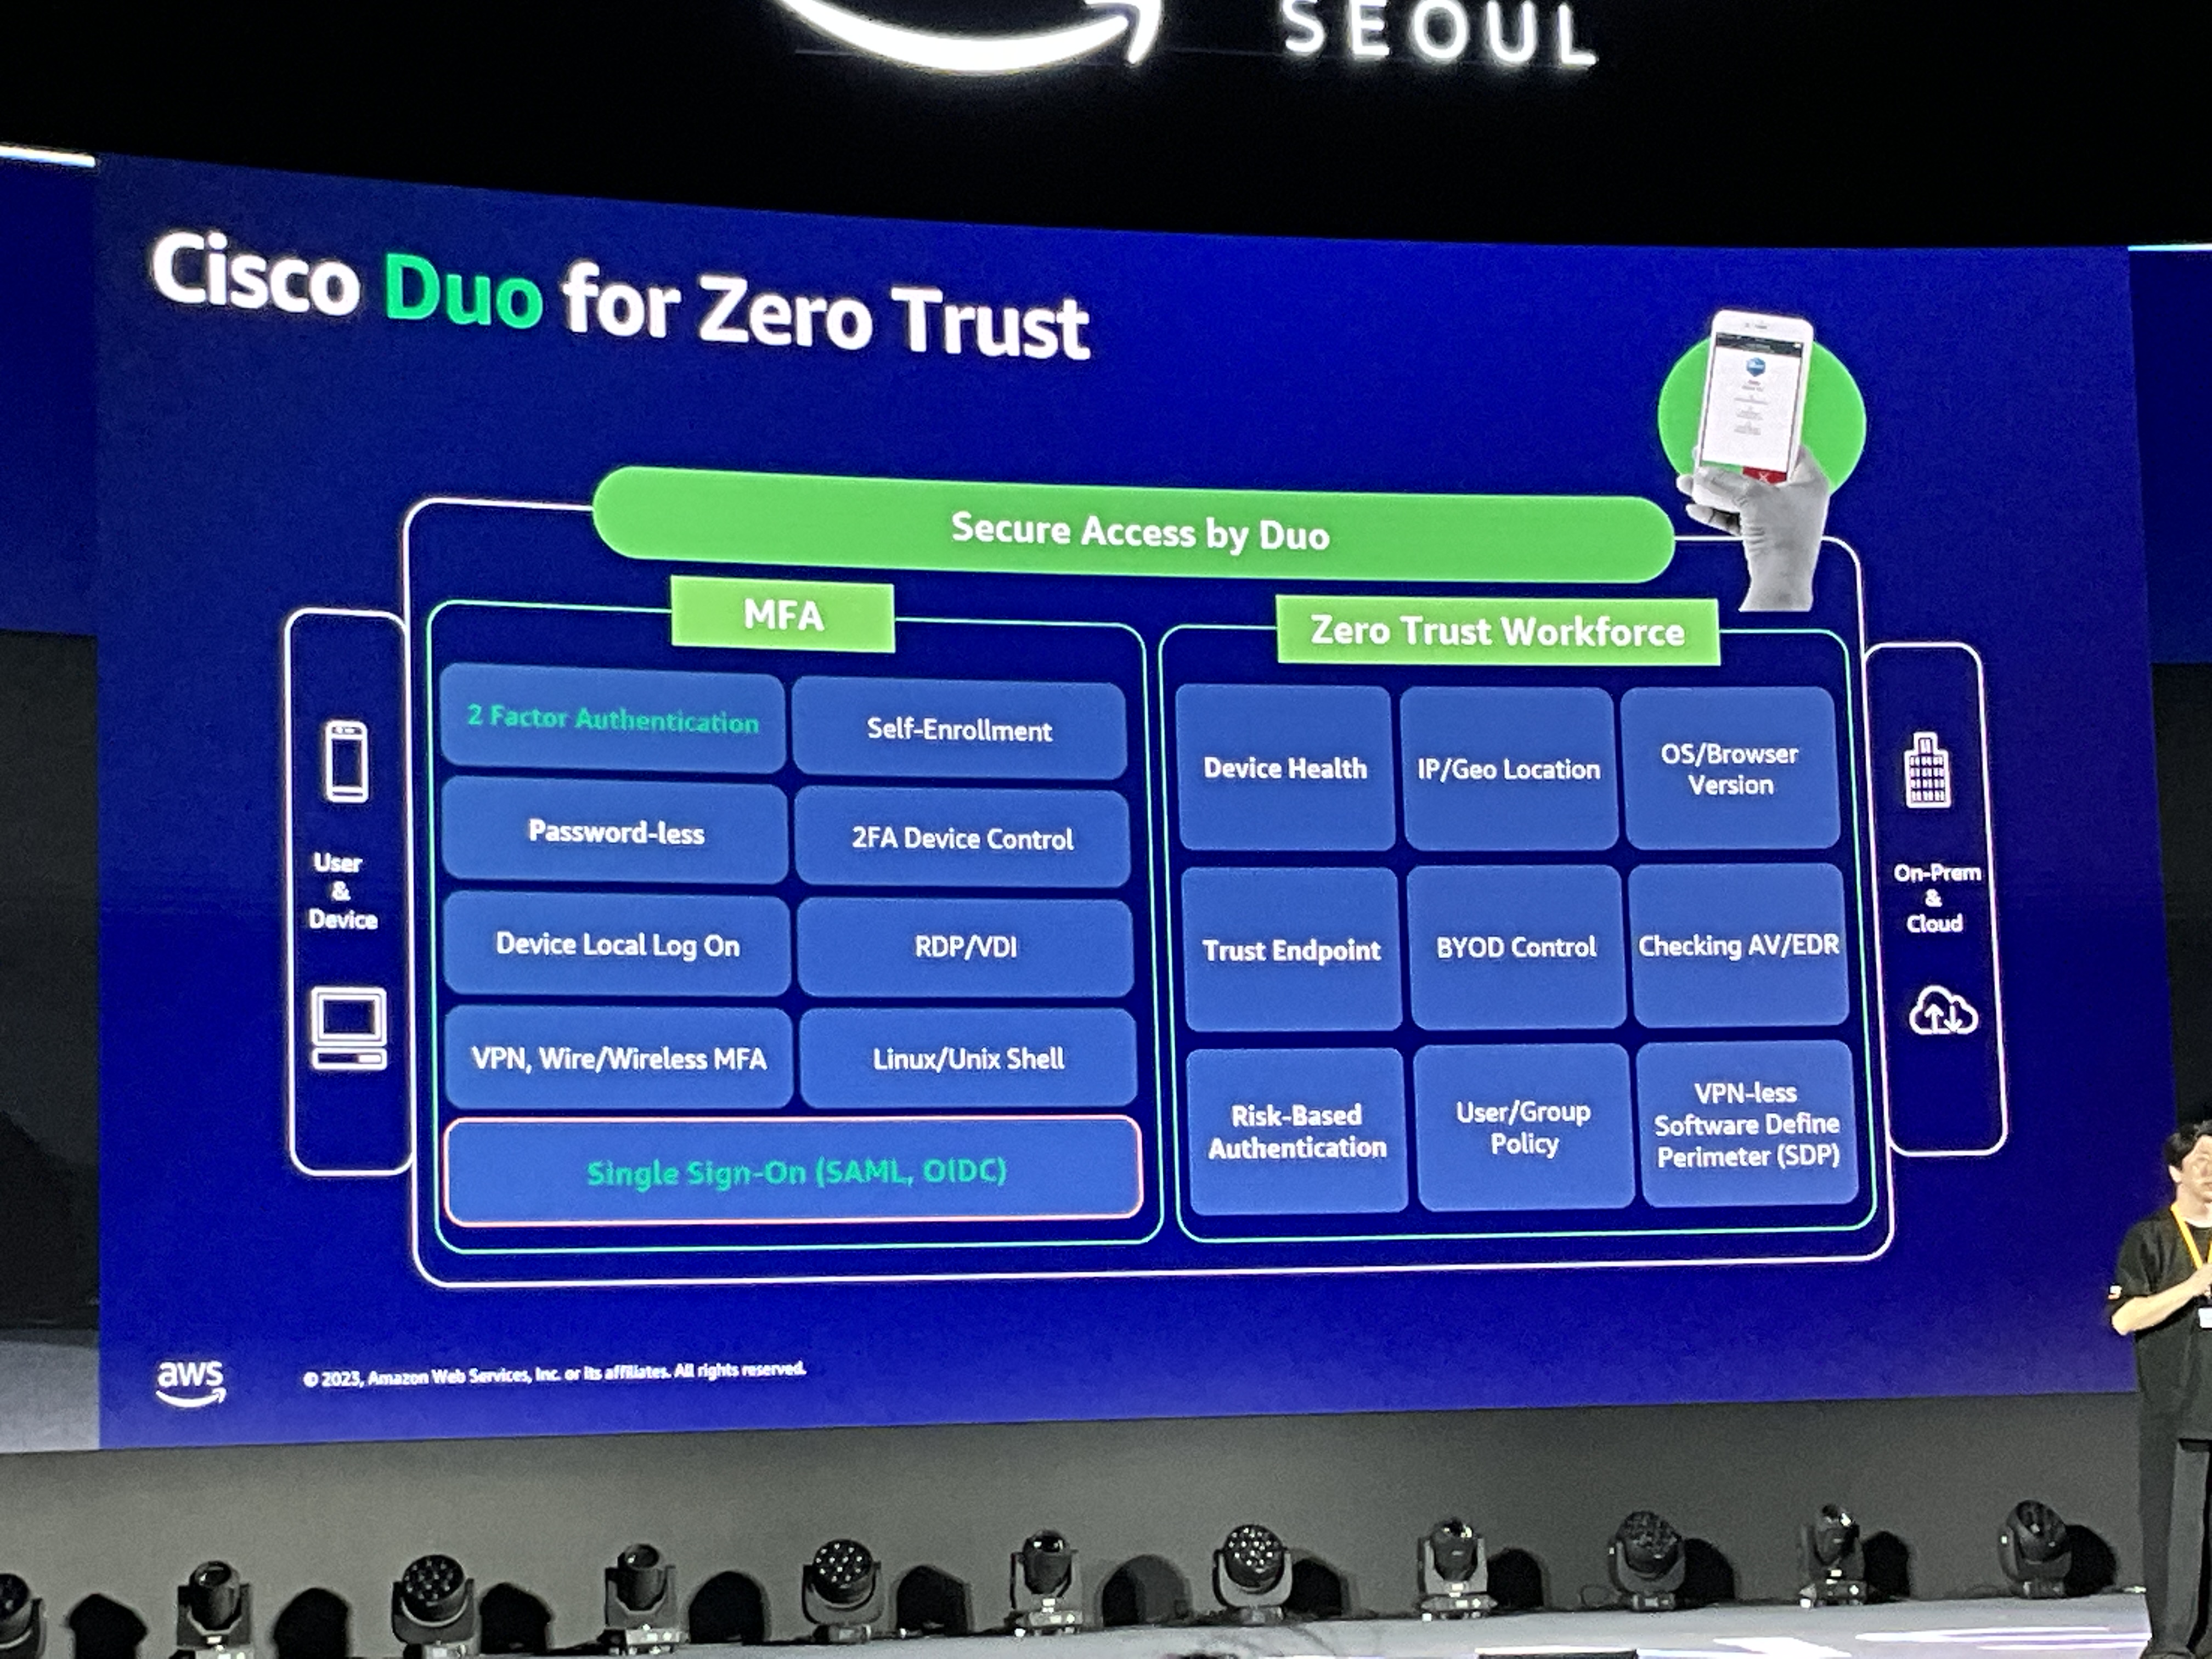 SEOUL
Cisco Duo for Zero Trust
Secure Access by Duo
MFA
2 Factor Authentication
Self-Enrollment
Password-less
2FA Device Control
Device Local Log On
RDP/VDI
VPN, Wire/Wireless MFA
Linux/Unix Shell
Single Sign-On (SAML, OIDC)
Zero Trust Workforce
Device Health
IP/Geo Location
OS/Browser
Version
Trust Endpoint
BYOD Control
Checking AV/EDR
Risk-Based
Authentication
User/Group
Policy
VPN-less
Software Define
Perimeter (SDP)
User
&
Device
On-Prem
&
Cloud
aws
© 2023, Amazon Web Services, Inc. or its affiliates. All rights reserved.